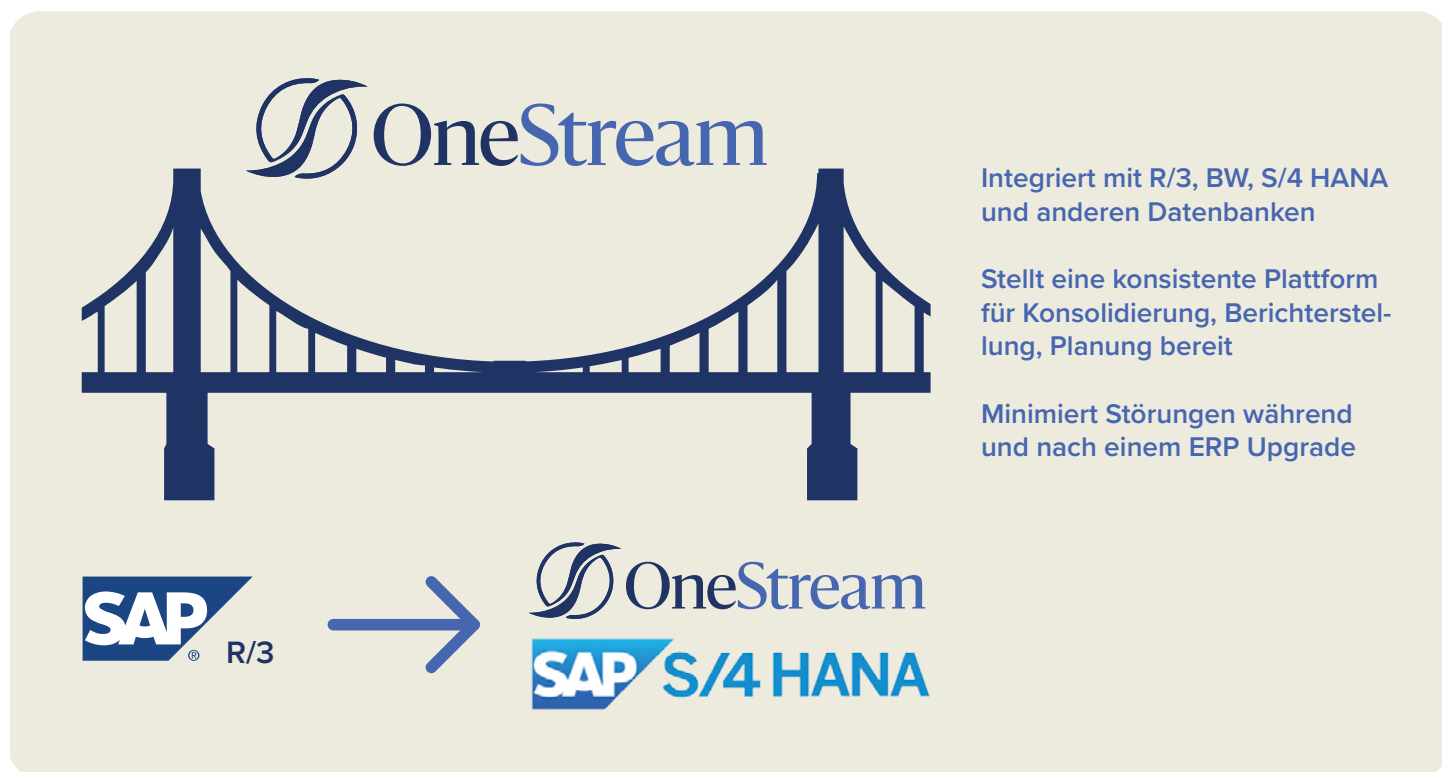 OneStream
Integriert mit R/3, BW, S/4 HANA
und anderen Datenbanken
Stellt eine konsistente Plattform
für Konsolidierung, Berichterstel-
lung, Planung bereit
Minimiert Störungen während
und nach einem ERP Upgrade
SAP® R/3
OneStream
SAP S/4 HANA